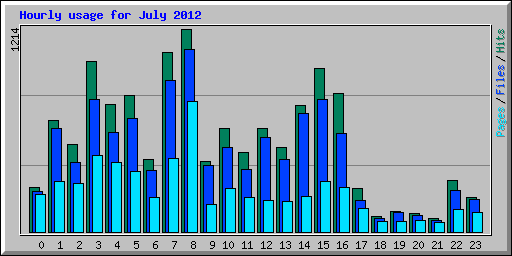 Hourly usage for July 2012
1214
Pages/Files/Hits
0 1 2 3 4 5 6 7 8 9 10 11 12 13 14 15 16 17 18 19 20 21 22 23